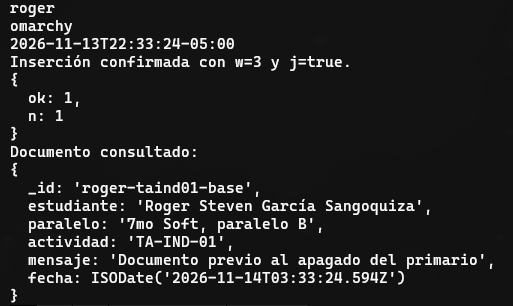 roger
omarchy
2026-11-13T22:33:24-05:00
Inserción confirmada con w=3 y j=true.
{
  ok: 1,
  n: 1
}
Documento consultado:
{
  _id: 'roger-taind01-base',
  estudiante: 'Roger Steven García Sangoquiza',
  paralelo: '7mo Soft, paralelo B',
  actividad: 'TA-IND-01',
  mensaje: 'Documento previo al apagado del primario',
  fecha: ISODate('2026-11-14T03:33:24.594Z')
}